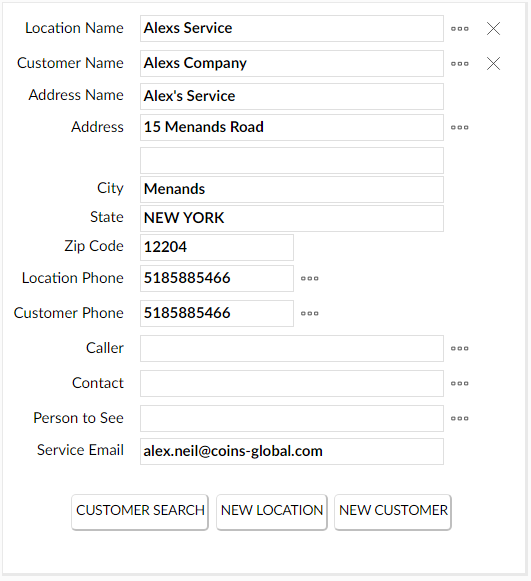 Location Name Alexs Service
Customer Name Alexs Company
Address Name Alex's Service
Address 15 Menands Road
City Menands
State NEW YORK
Zip Code 12204
Location Phone 5185885466
Customer Phone 5185885466
Caller
Contact
Person to See
Service Email alex.neil@coins-global.com
CUSTOMER SEARCH NEW LOCATION NEW CUSTOMER